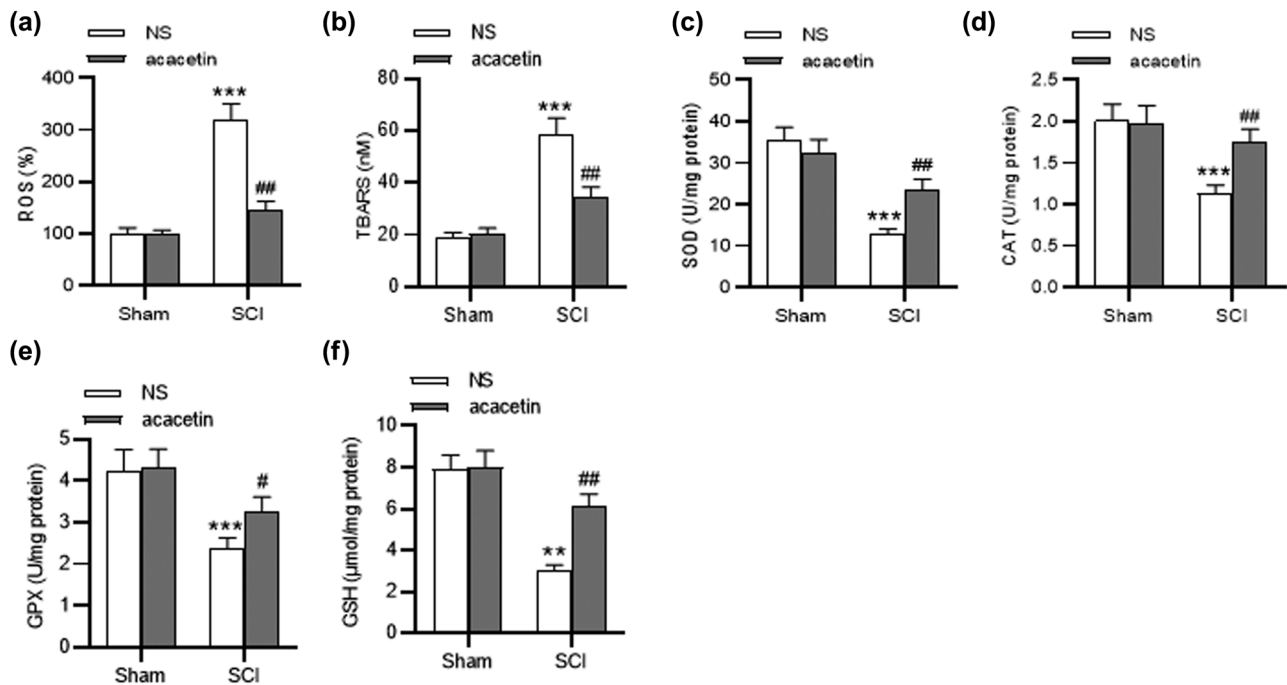 (a)
NS
acacetin
ROS (%)
400
300
200
100
0
***
##
Sham
SCI
(b)
NS
acacetin
TBARS (nM)
80
60
40
20
0
***
##
Sham
SCI
(c)
NS
acacetin
SOD (U/mg protein)
50
40
30
20
10
0
***
##
Sham
SCI
(d)
NS
acacetin
CAT (U/mg protein)
2.5
2.0
1.5
1.0
0.5
0.0
***
##
Sham
SCI
(e)
NS
acacetin
GPX (U/mg protein)
5
4
3
2
1
0
***
#
Sham
SCI
(f)
NS
acacetin
GSH (μmol/mg protein)
10
8
6
4
2
0
**
##
Sham
SCI